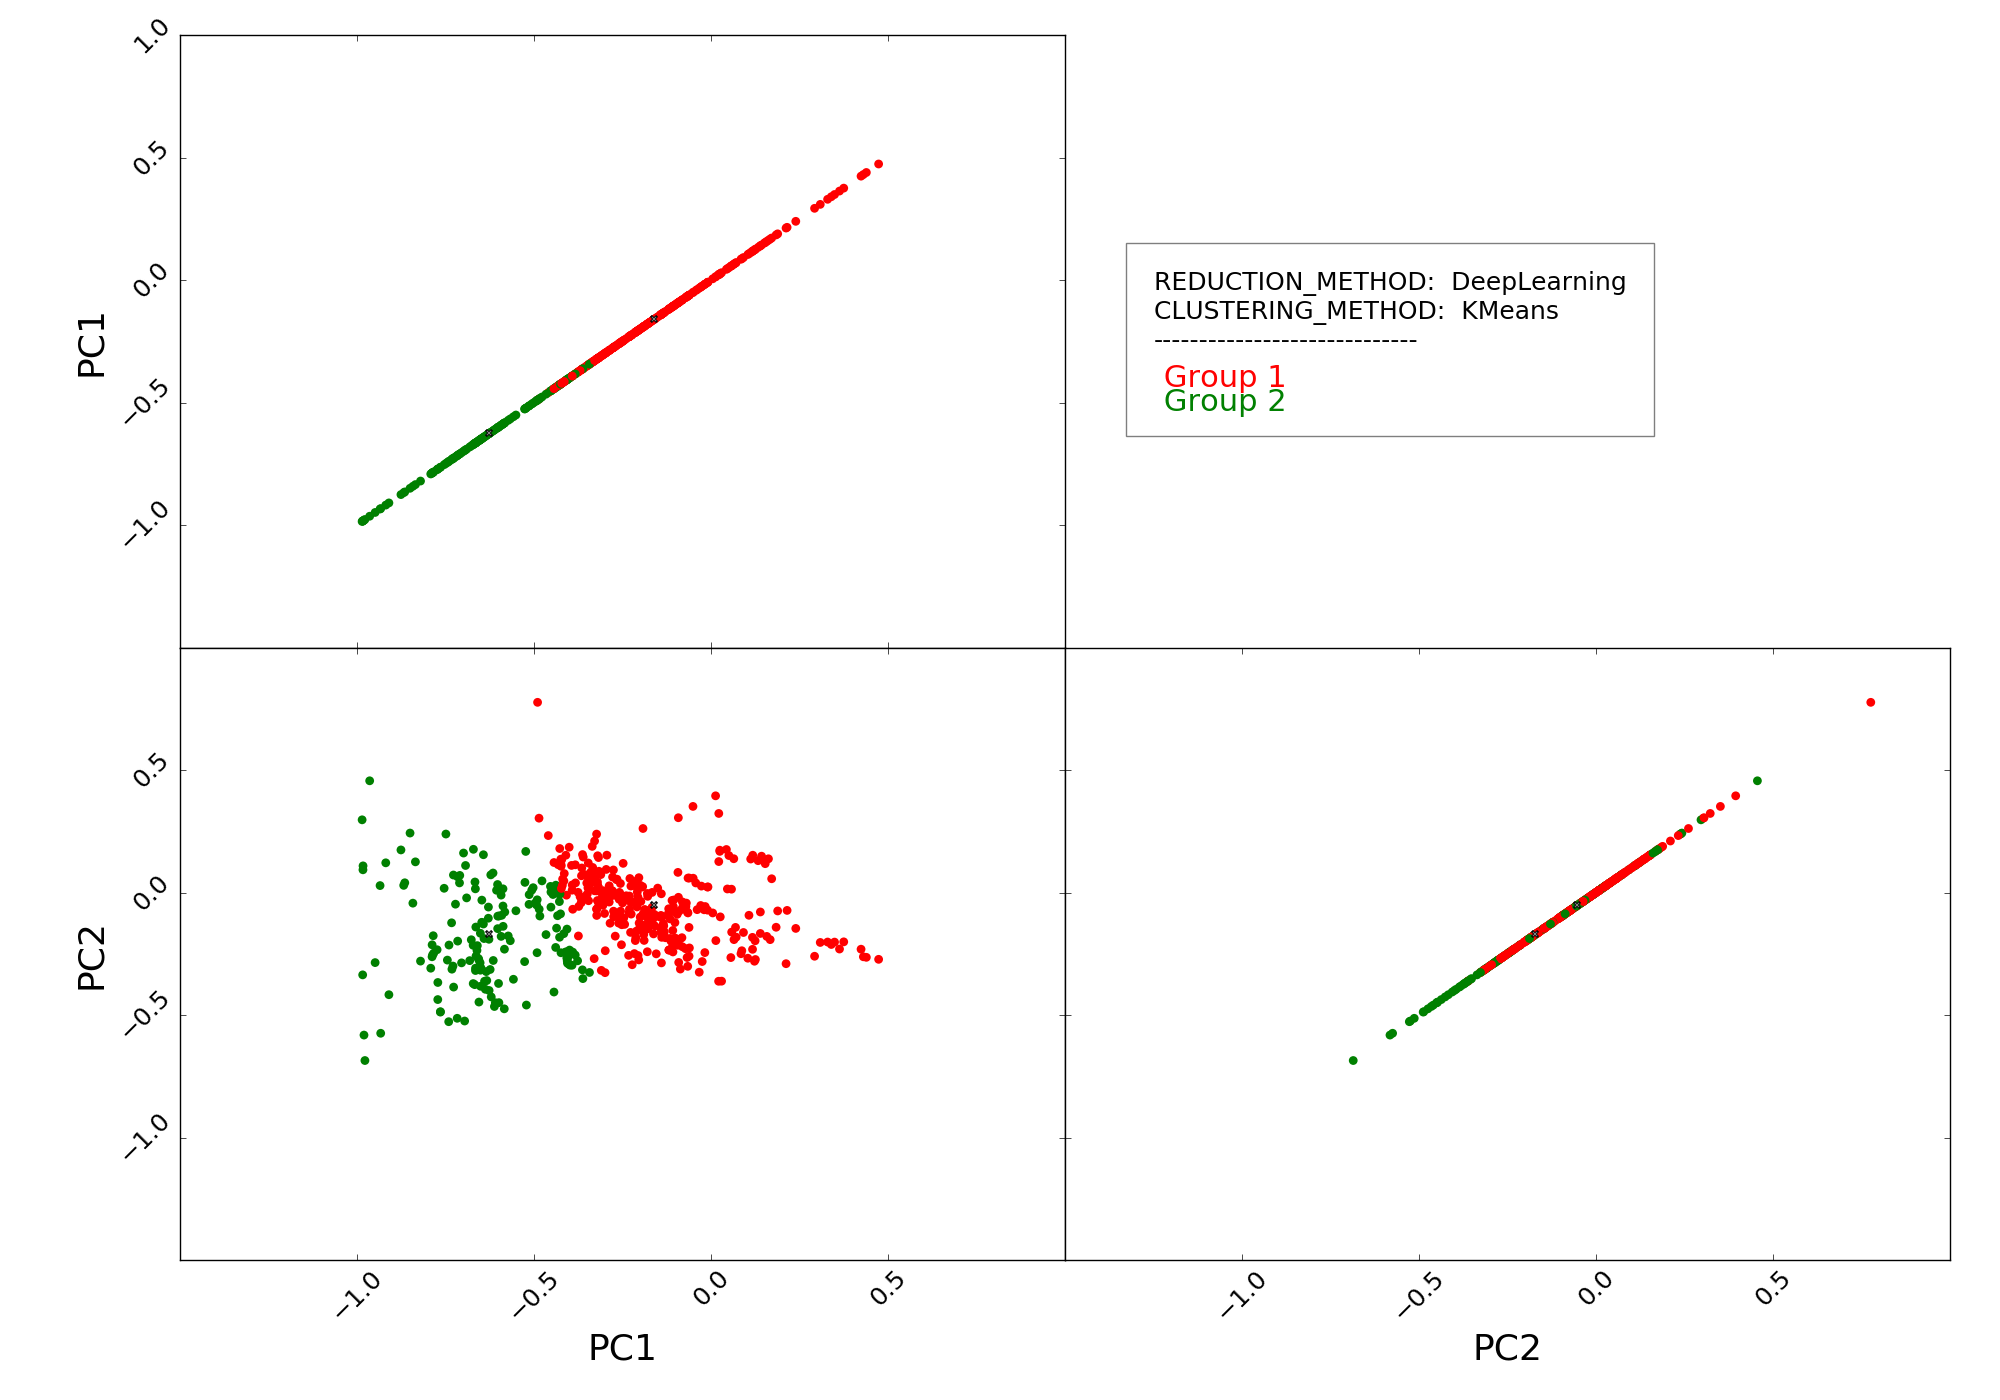 1.0
0.5
0.0
−0.5
−1.0
PC1
REDUCTION_METHOD:  DeepLearning
CLUSTERING_METHOD:  KMeans
-----------------------------
Group 1
Group 2
0.5
0.0
−0.5
−1.0
PC2
−1.0 −0.5 0.0 0.5
−1.0 −0.5 0.0 0.5
PC1
PC2